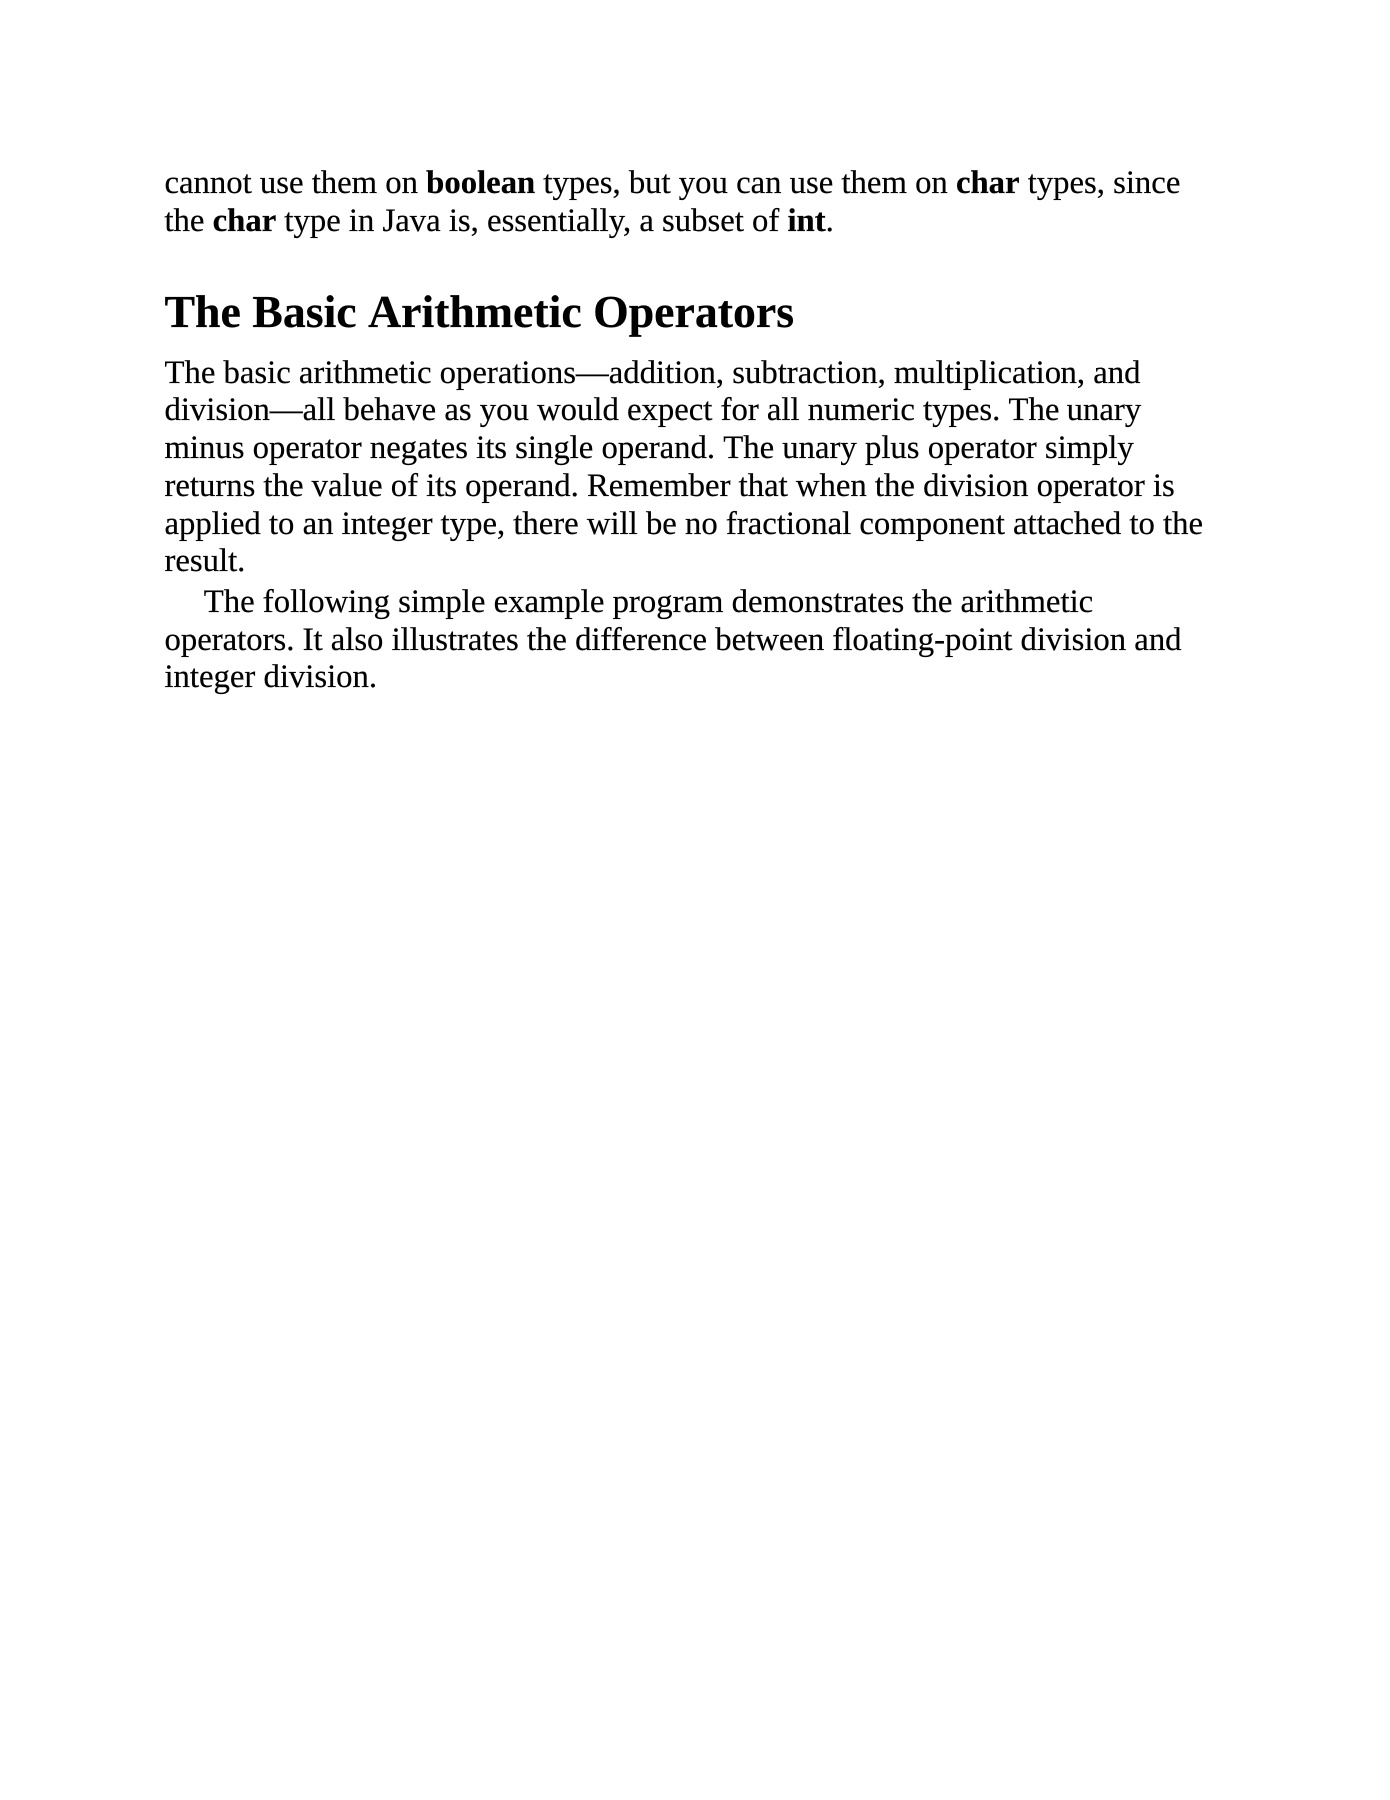 cannot use them on boolean types, but you can use them on char types, since
the char type in Java is, essentially, a subset of int.
The Basic Arithmetic Operators
The basic arithmetic operations—addition, subtraction, multiplication, and
division—all behave as you would expect for all numeric types. The unary
minus operator negates its single operand. The unary plus operator simply
returns the value of its operand. Remember that when the division operator is
applied to an integer type, there will be no fractional component attached to the
result.
The following simple example program demonstrates the arithmetic
operators. It also illustrates the difference between floating-point division and
integer division.